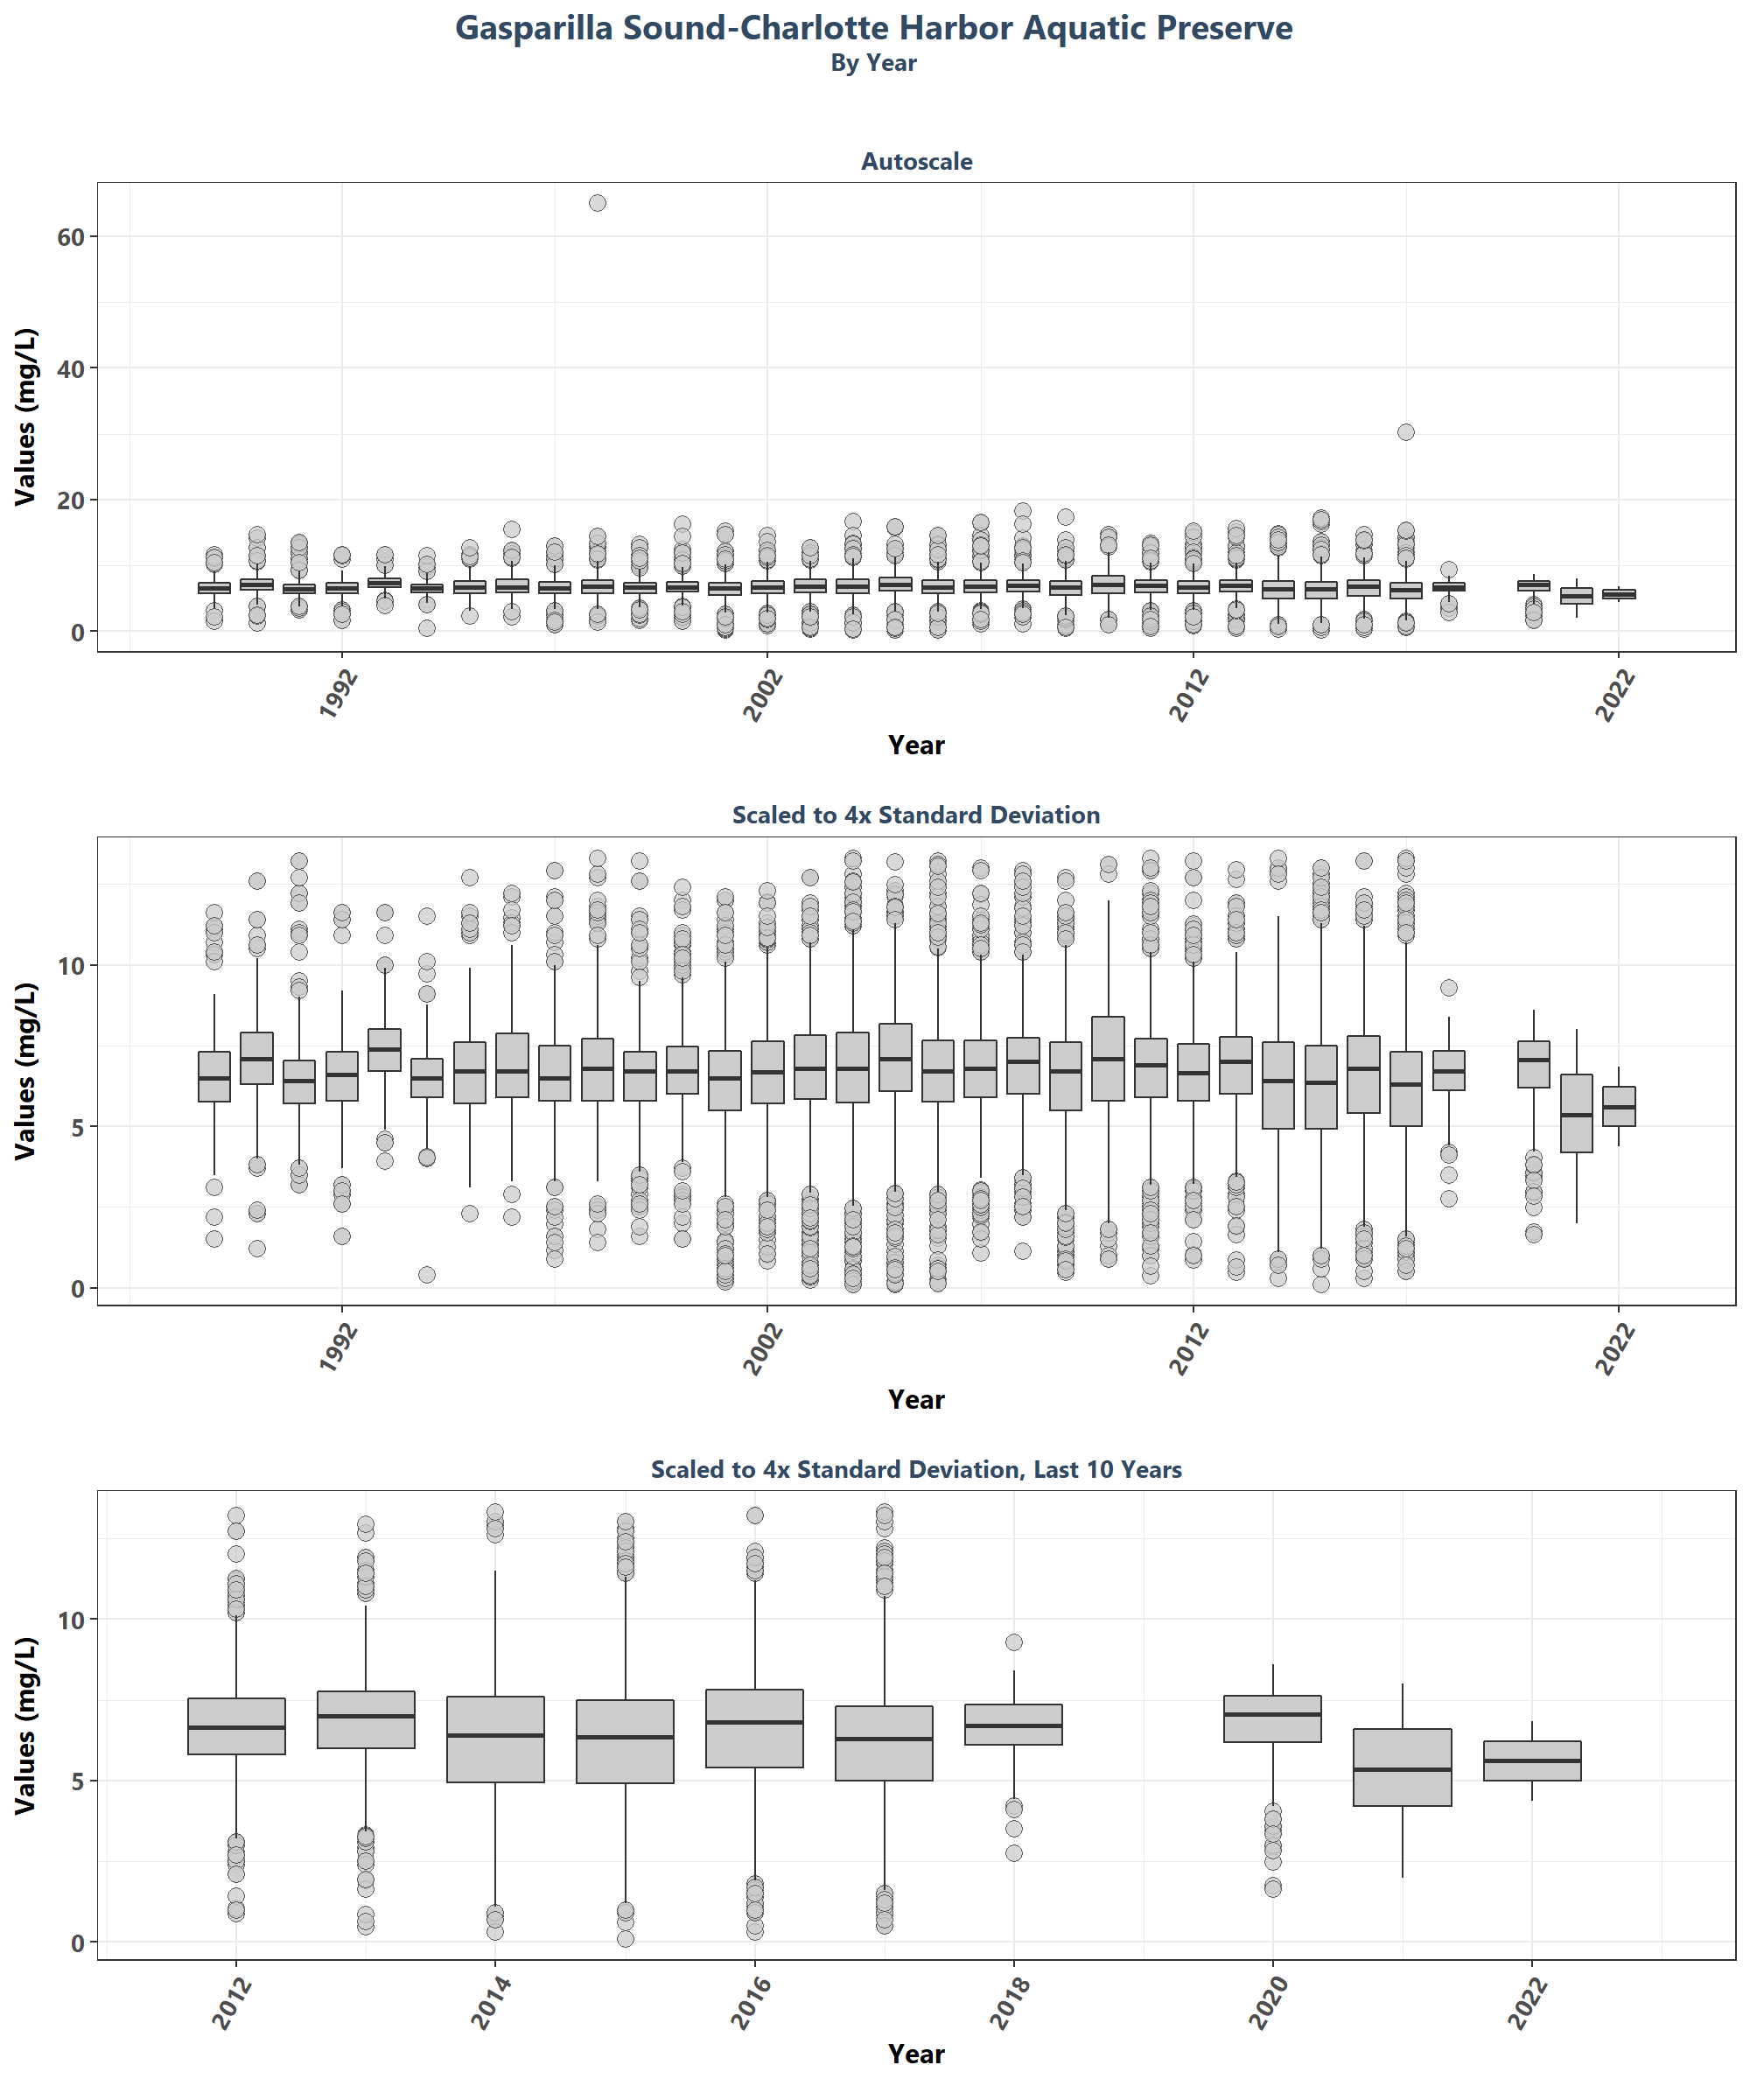 Gasparilla Sound-Charlotte Harbor Aquatic Preserve
By Year
Autoscale
Values (mg/L)
60
40
20
0
1992
2002
2012
2022
Year
Scaled to 4x Standard Deviation
Values (mg/L)
10
5
0
1992
2002
2012
2022
Year
Scaled to 4x Standard Deviation, Last 10 Years
Values (mg/L)
10
5
0
2012
2014
2016
2018
2020
2022
Year